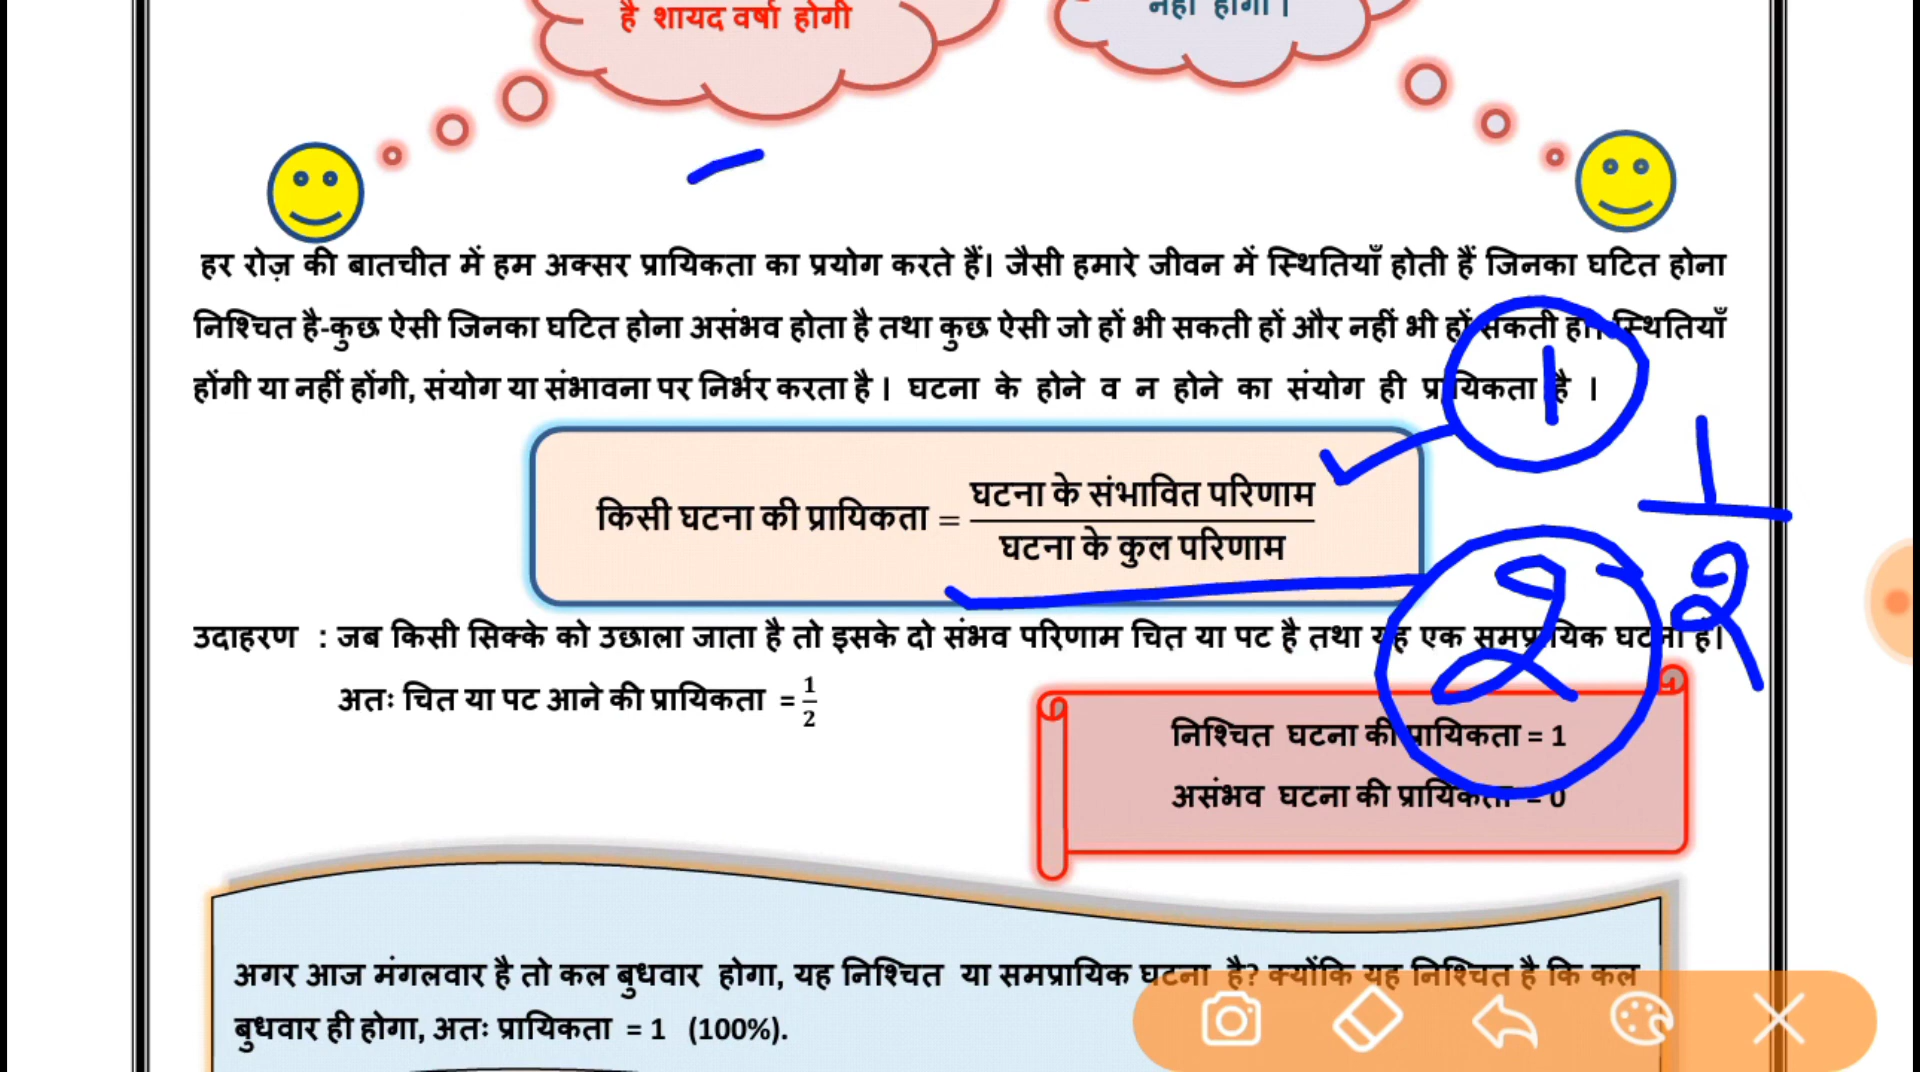 है शायद वर्षा होगी
नहीं होगी ।
हर रोज़ की बातचीत में हम अक्सर प्रायिकता का प्रयोग करते हैं। जैसी हमारे जीवन में स्थितियाँ होती हैं जिनका घटित होना
निश्चित है-कुछ ऐसी जिनका घटित होना असंभव होता है तथा कुछ ऐसी जो हों भी सकती हों और नहीं भी हों सकती हों। स्थितियाँ
होंगी या नहीं होंगी, संयोग या संभावना पर निर्भर करता है । घटना के होने व न होने का संयोग ही प्रायिकता है ।
1
1
किसी घटना की प्रायिकता = घटना के संभावित परिणाम
घटना के कुल परिणाम
2
2
उदाहरण : जब किसी सिक्के को उछाला जाता है तो इसके दो संभव परिणाम चित या पट है तथा यह एक समप्रायिक घटना है।
अतः चित या पट आने की प्रायिकता = 1/2
निश्चित घटना की प्रायिकता = 1
असंभव घटना की प्रायिकता = 0
अगर आज मंगलवार है तो कल बुधवार होगा, यह निश्चित या समप्रायिक घटना है? क्योंकि यह निश्चित है कि कल
बुधवार ही होगा, अतः प्रायिकता = 1 (100%).